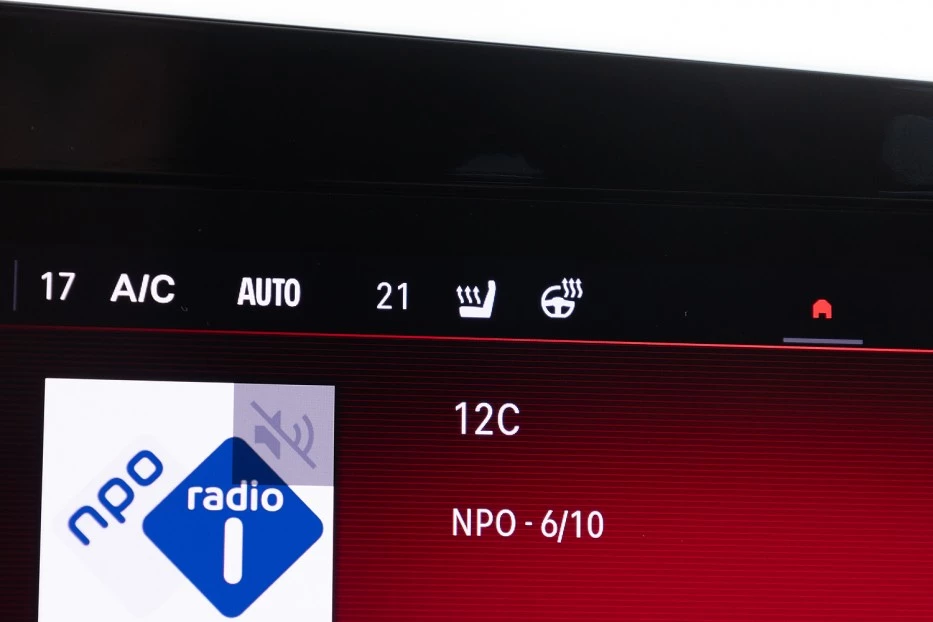 17 A/C AUTO 21
12C
npo
radio
1
NPO - 6/10